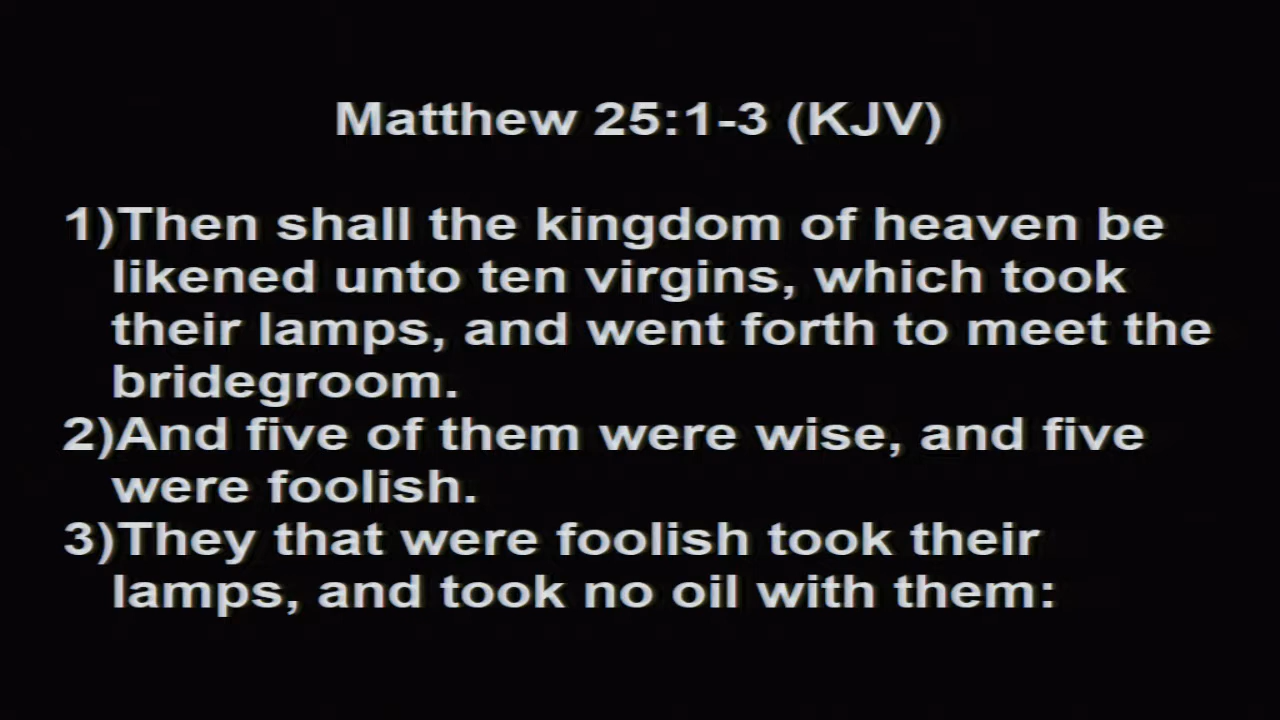 Matthew 25:1-3 (KJV)
1)Then shall the kingdom of heaven be
likened unto ten virgins, which took
their lamps, and went forth to meet the
bridegroom.
2)And five of them were wise, and five
were foolish.
3)They that were foolish took their
lamps, and took no oil with them: